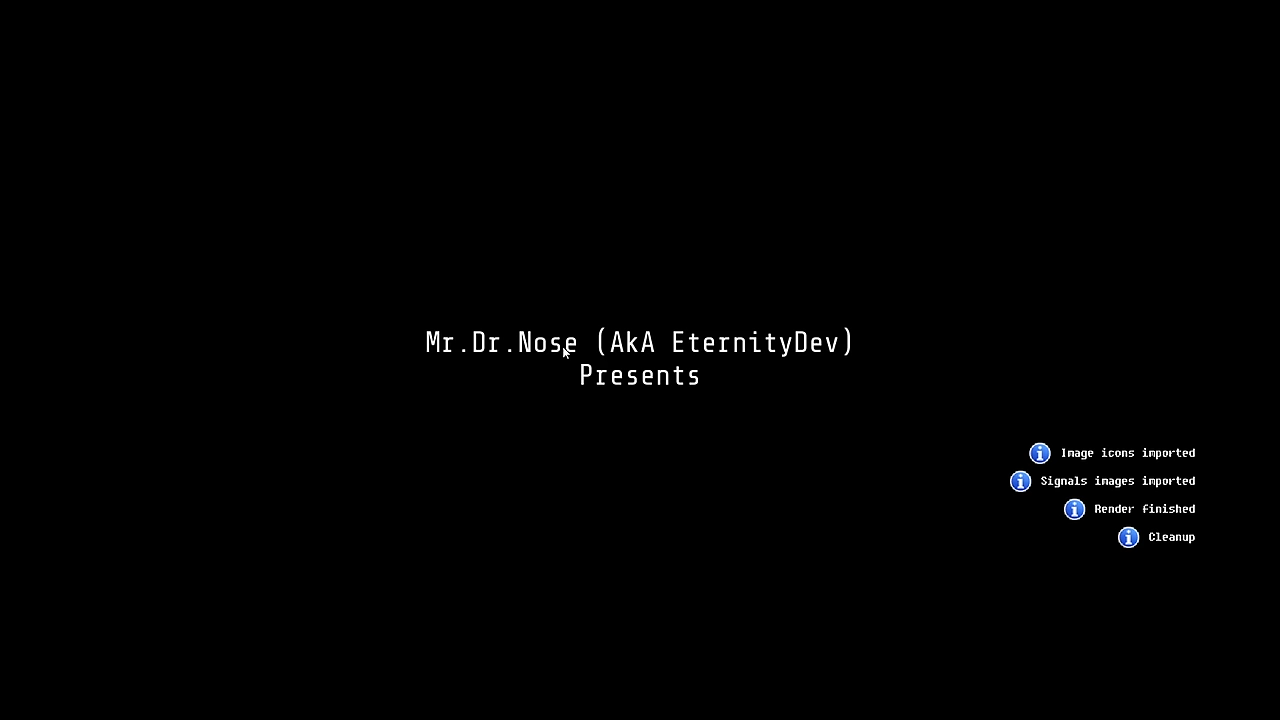 Mr.Dr.Nose (AkA EternityDev)
Presents
Image icons imported
Signals images imported
Render finished
Cleanup